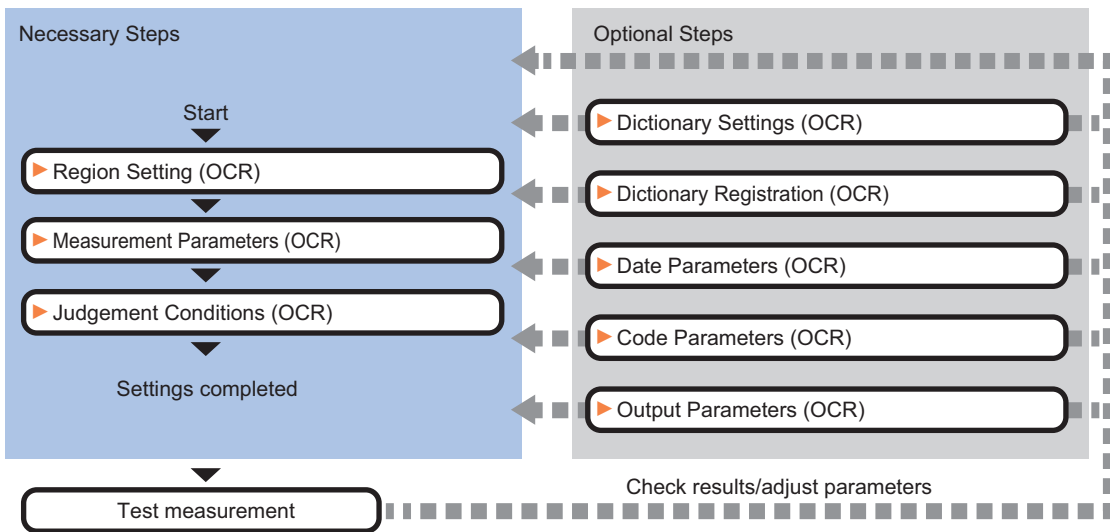 Necessary Steps
Start
Region Setting (OCR)
Measurement Parameters (OCR)
Judgement Conditions (OCR)
Settings completed
Test measurement
Optional Steps
Dictionary Settings (OCR)
Dictionary Registration (OCR)
Date Parameters (OCR)
Code Parameters (OCR)
Output Parameters (OCR)
Check results/adjust parameters